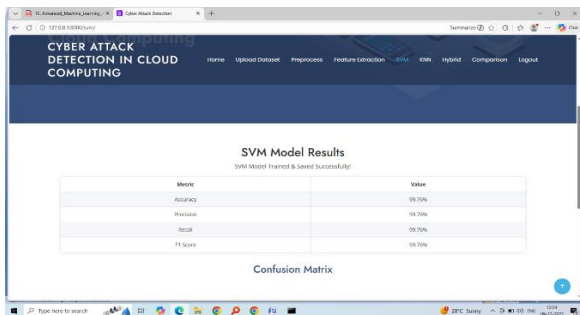 Cyber Attack Detection
127.0.0.1:8000/svm/
Summarize
CYBER ATTACK
DETECTION IN CLOUD
COMPUTING
Home Upload Dataset Preprocess Feature Extraction SVM KNN Hybrid Comparison Logout
SVM Model Results
SVM Model Trained & Saved Successfully!
Metric Value
Accuracy 99.76%
Precision 99.76%
Recall 99.76%
F1 Score 99.76%
Confusion Matrix
Type here to search
28°C Sunny